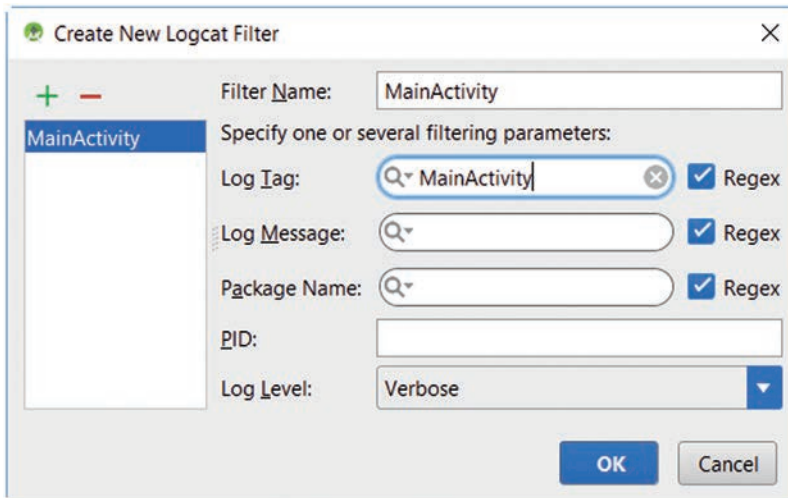 Create New Logcat Filter
Filter Name: MainActivity
MainActivity
Specify one or several filtering parameters:
Log Tag: MainActivity Regex
Log Message: Regex
Package Name: Regex
PID:
Log Level: Verbose
OK Cancel